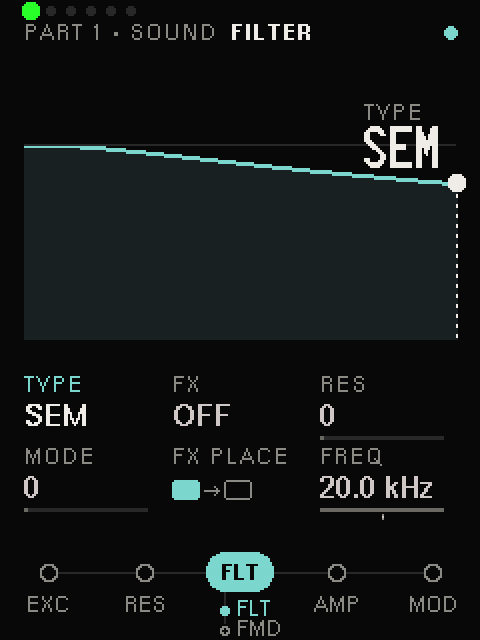 PART 1 · SOUND FILTER
TYPE
SEM
TYPE FX RES
SEM OFF 0
MODE FX PLACE FREQ
0 → 20.0 kHz
FLT
EXC RES FLT AMP MOD
FMD